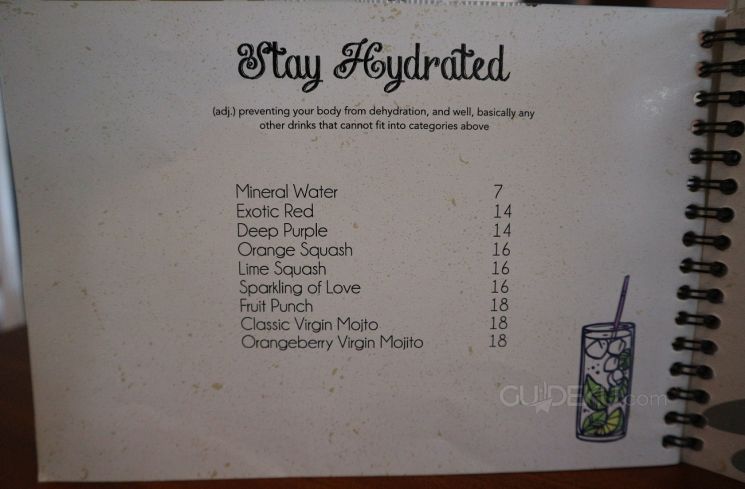 Stay Hydrated
(adj.) preventing your body from dehydration, and well, basically any
other drinks that cannot fit into categories above
Mineral Water 7
Exotic Red 14
Deep Purple 14
Orange Squash 16
Lime Squash 16
Sparkling of Love 16
Fruit Punch 18
Classic Virgin Mojto 18
Orangeberry Virgin Mojito 18